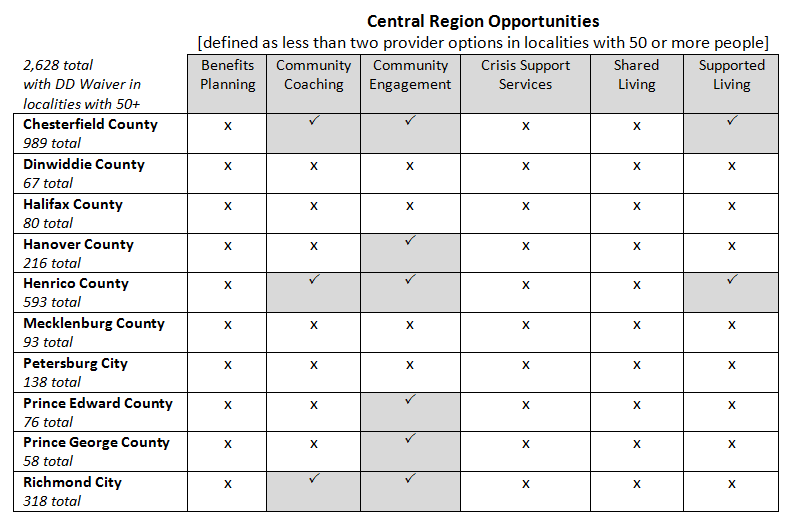 Central Region Opportunities
[defined as less than two provider options in localities with 50 or more people]
2,628 total
with DD Waiver in
localities with 50+
Benefits
Planning
Community
Coaching
Community
Engagement
Crisis Support
Services
Shared
Living
Supported
Living
Chesterfield County
989 total
x ✓ ✓ x x ✓
Dinwiddie County
67 total
x x x x x x
Halifax County
80 total
x x x x x x
Hanover County
216 total
x x ✓ x x x
Henrico County
593 total
x ✓ ✓ x x ✓
Mecklenburg County
93 total
x x x x x x
Petersburg City
138 total
x x x x x x
Prince Edward County
76 total
x x ✓ x x x
Prince George County
58 total
x x ✓ x x x
Richmond City
318 total
x ✓ ✓ x x x